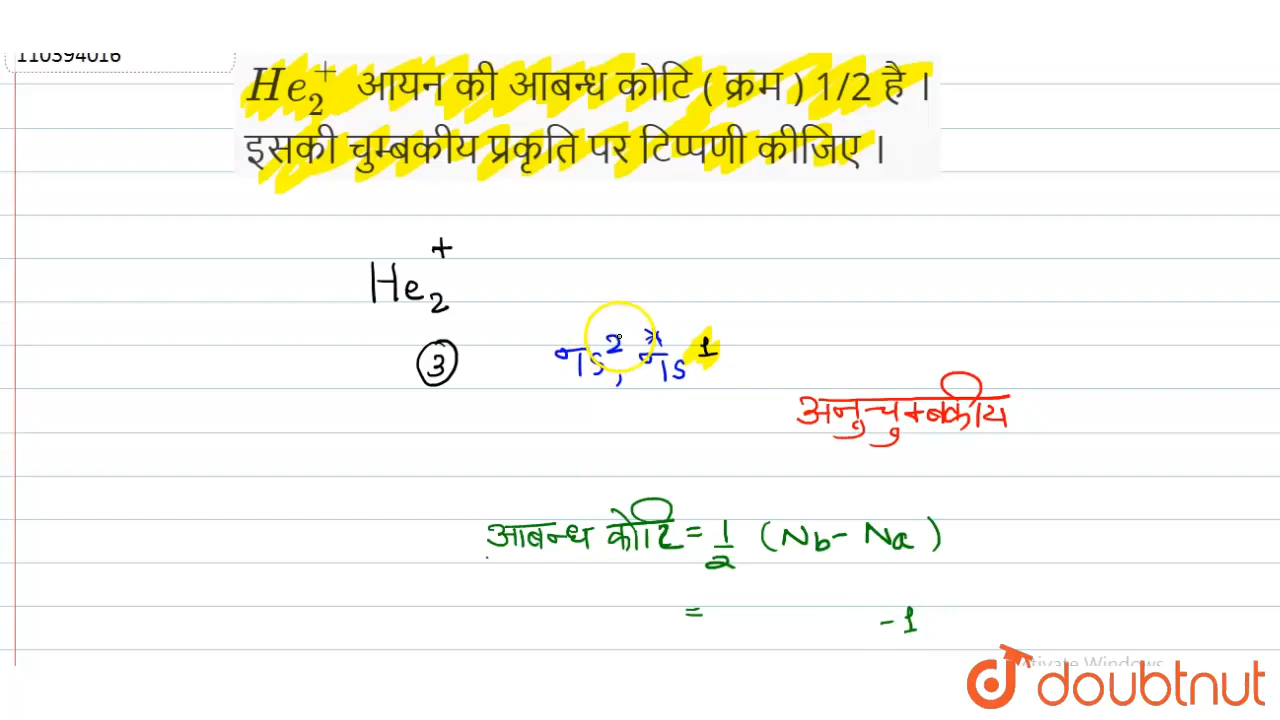 110394016
He₂⁺ आयन की आबन्ध कोटि ( क्रम ) 1/2 है ।
इसकी चुम्बकीय प्रकृति पर टिप्पणी कीजिए ।
He₂⁺
3
σ1s², σ*1s¹
अनुचुम्बकीय
आबन्ध कोटि = 1/2 (Nb - Na)
= - 1
doubtnut